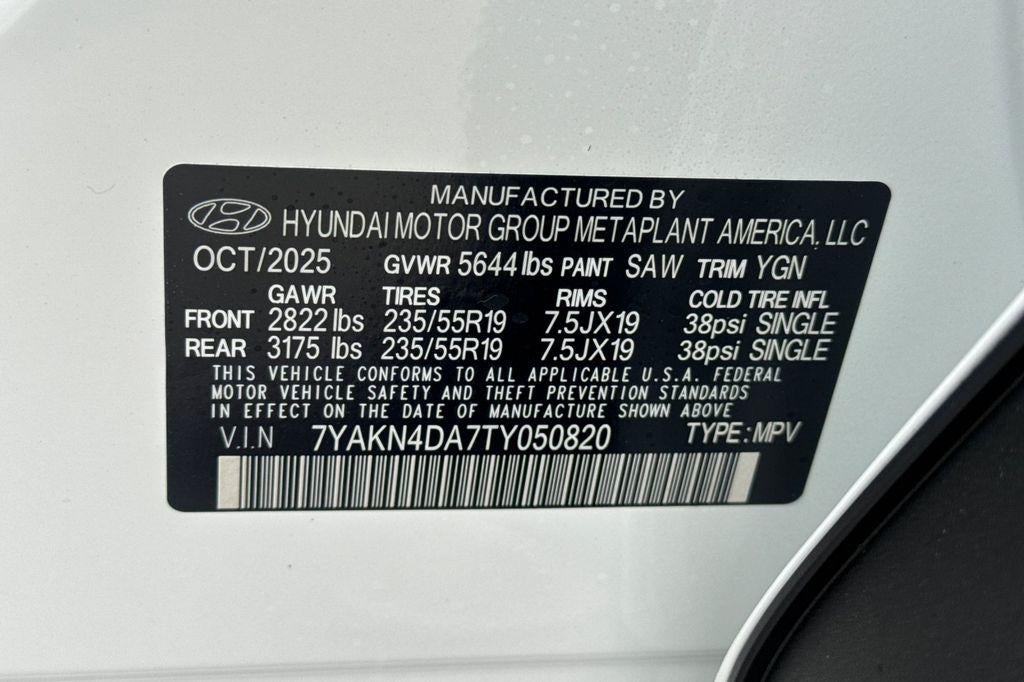 MANUFACTURED BY
HYUNDAI MOTOR GROUP METAPLANT AMERICA, LLC
OCT/2025 GVWR 5644 lbs PAINT SAW TRIM YGN
GAWR TIRES RIMS COLD TIRE INFL
FRONT 2822 lbs 235/55R19 7.5JX19 38psi SINGLE
REAR 3175 lbs 235/55R19 7.5JX19 38psi SINGLE
THIS VEHICLE CONFORMS TO ALL APPLICABLE U.S.A. FEDERAL
MOTOR VEHICLE SAFETY AND THEFT PREVENTION STANDARDS
IN EFFECT ON THE DATE OF MANUFACTURE SHOWN ABOVE
V.I.N 7YAKN4DA7TY050820 TYPE: MPV